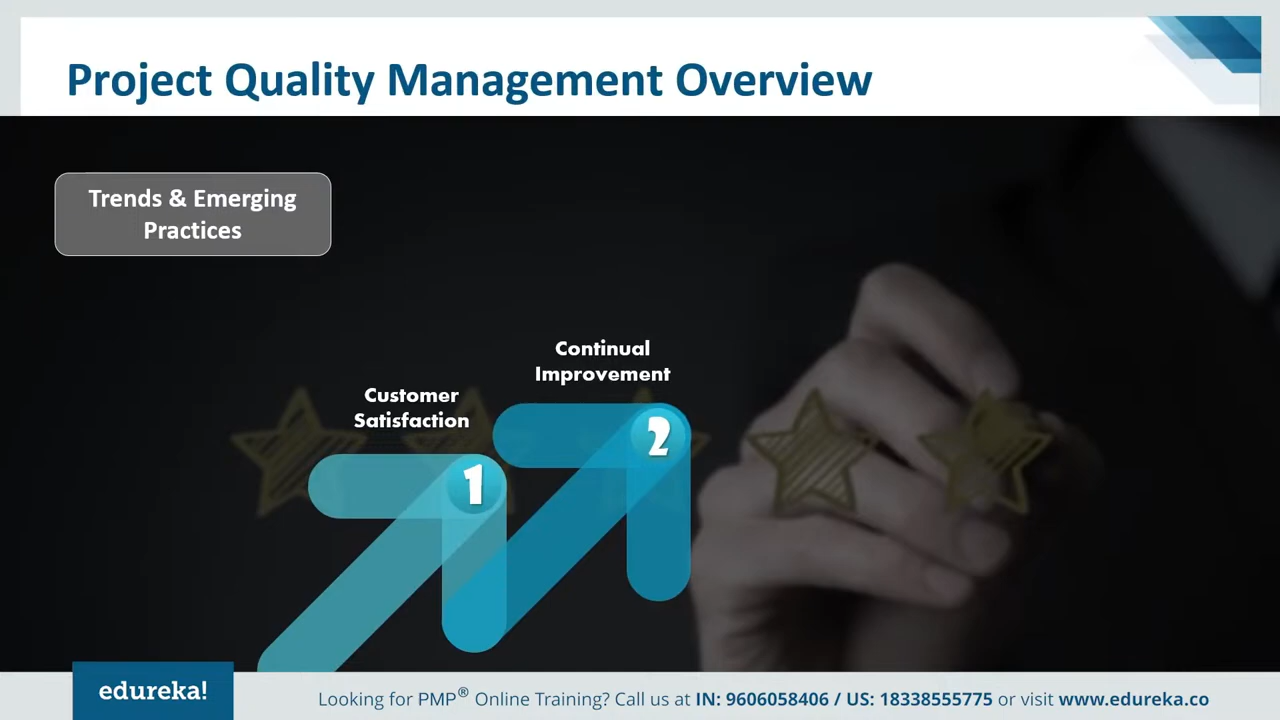 Project Quality Management Overview
Trends & Emerging
Practices
Continual
Improvement
Customer
Satisfaction
2
1
edureka!
Looking for PMP® Online Training? Call us at IN: 9606058406 / US: 18338555775 or visit www.edureka.co